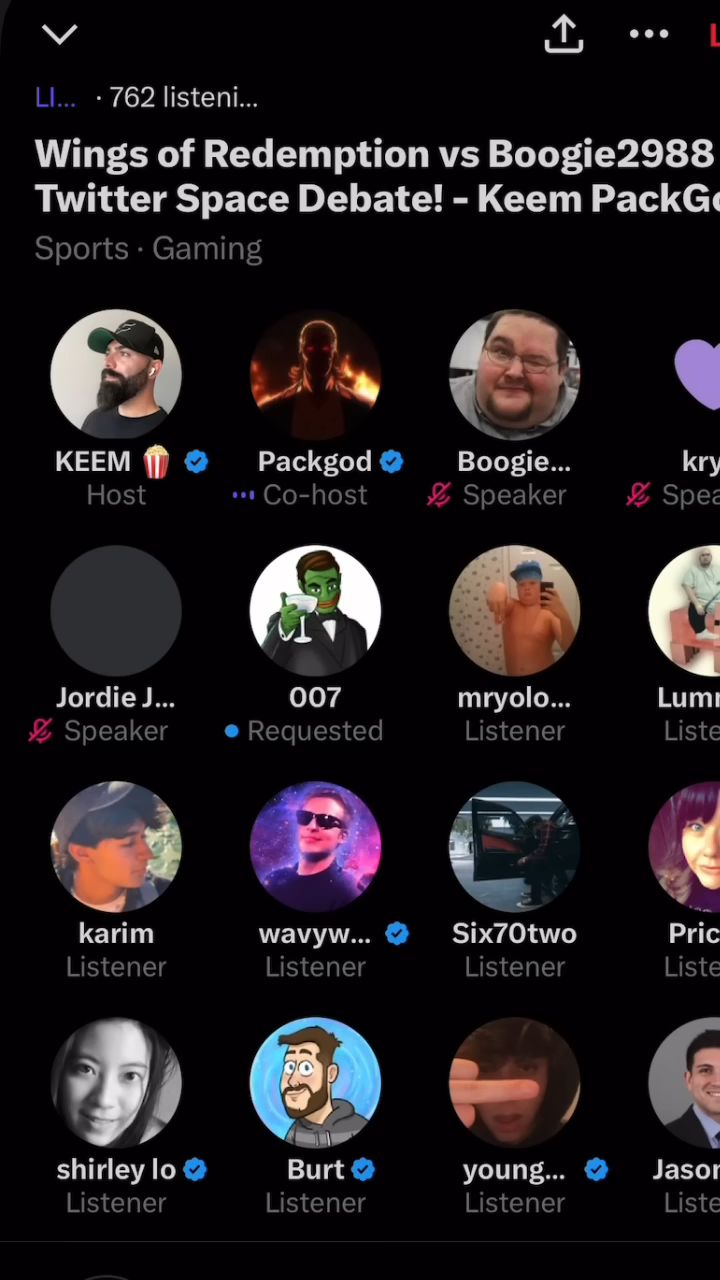 LI... · 762 listeni...
Wings of Redemption vs Boogie2988
Twitter Space Debate! - Keem PackGo
Sports · Gaming
KEEM 🍿 Packgod Boogie... kry
Host Co-host Speaker Spea
Jordie J... 007 mryolo... Lum
Speaker Requested Listener Liste
karim wavyw... Six70two Pric
Listener Listener Listener Liste
shirley lo Burt young... Jason
Listener Listener Listener Liste